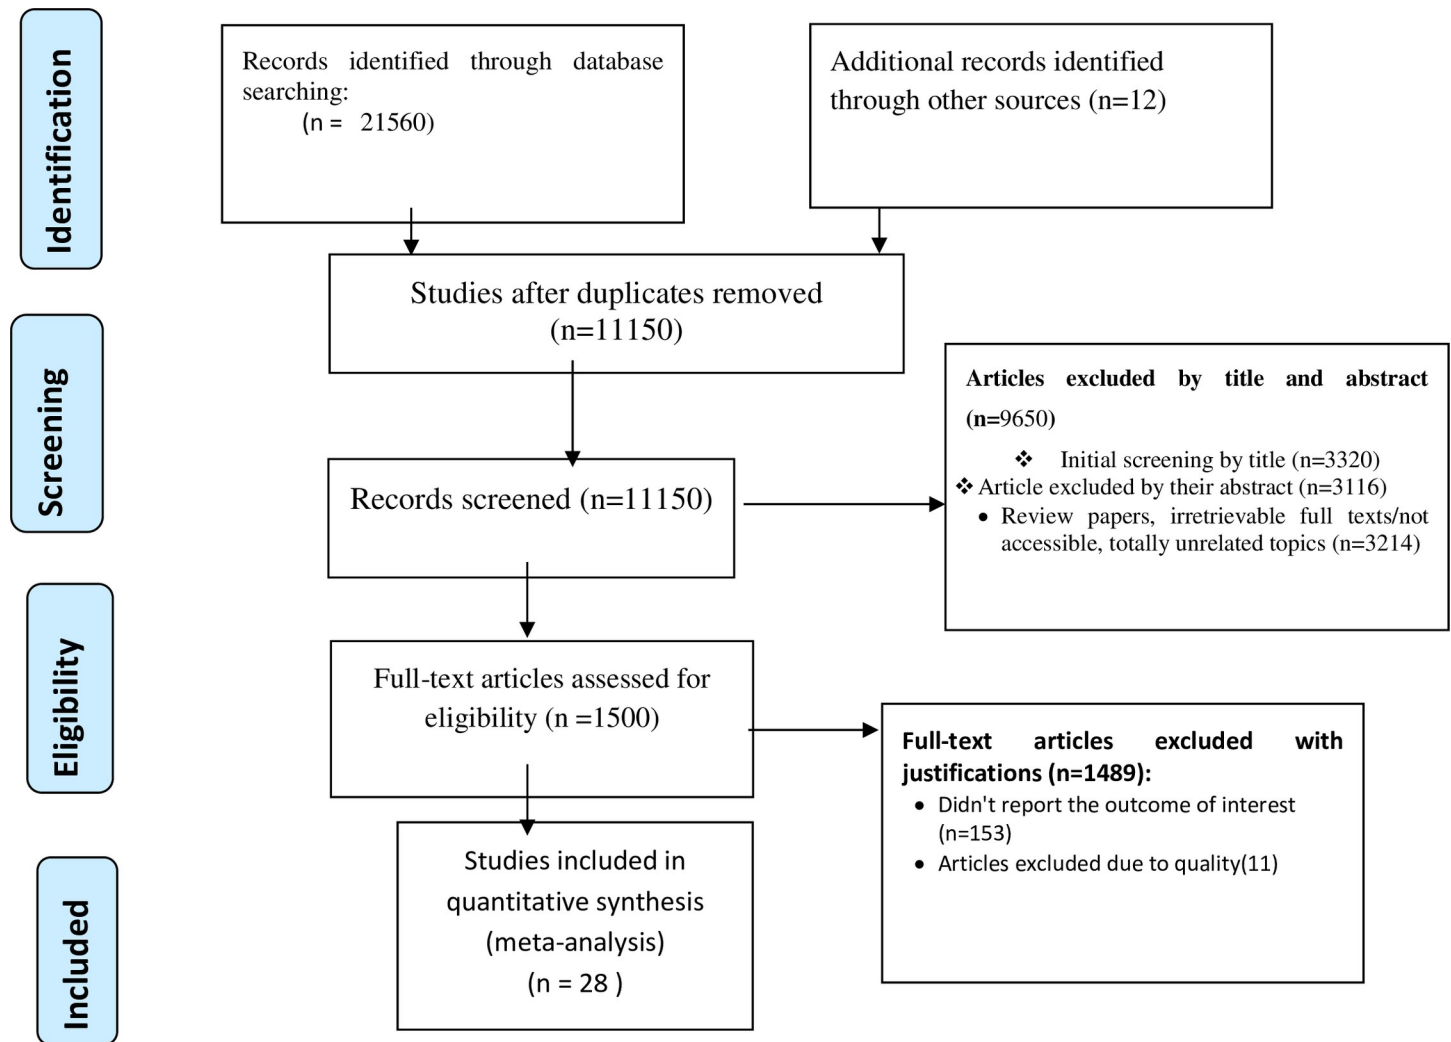 Identification
Records identified through database
searching:
(n = 21560)
Additional records identified
through other sources (n=12)
Studies after duplicates removed
(n=11150)
Screening
Records screened (n=11150)
Articles excluded by title and abstract
(n=9650)
❖ Initial screening by title (n=3320)
❖ Article excluded by their abstract (n=3116)
• Review papers, irretrievable full texts/not
accessible, totally unrelated topics (n=3214)
Eligibility
Full-text articles assessed for
eligibility (n =1500)
Full-text articles excluded with
justifications (n=1489):
• Didn't report the outcome of interest
(n=153)
• Articles excluded due to quality(11)
Included
Studies included in
quantitative synthesis
(meta-analysis)
(n = 28 )